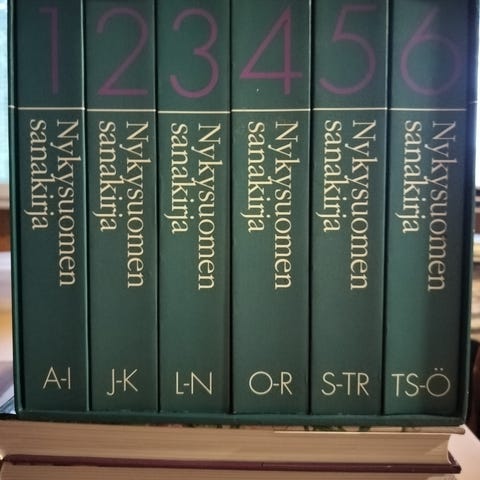 1
Nykysuomen
sanakirja
A-I
2
Nykysuomen
sanakirja
J-K
3
Nykysuomen
sanakirja
L-N
4
Nykysuomen
sanakirja
O-R
5
Nykysuomen
sanakirja
S-TR
6
Nykysuomen
sanakirja
TS-Ö